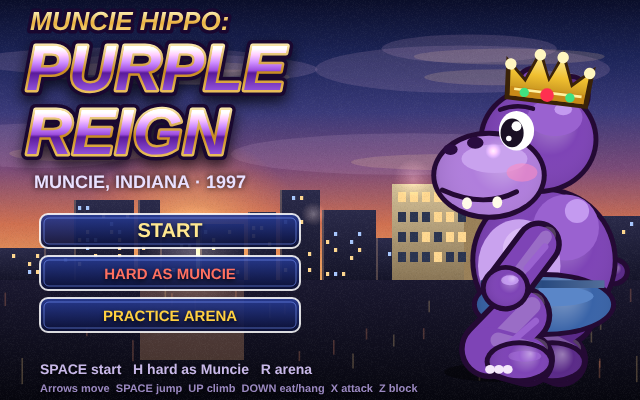 MUNCIE HIPPO:
PURPLE
REIGN
MUNCIE, INDIANA · 1997
START
HARD AS MUNCIE
PRACTICE ARENA
SPACE start H hard as Muncie R arena
Arrows move SPACE jump UP climb DOWN eat/hang X attack Z block